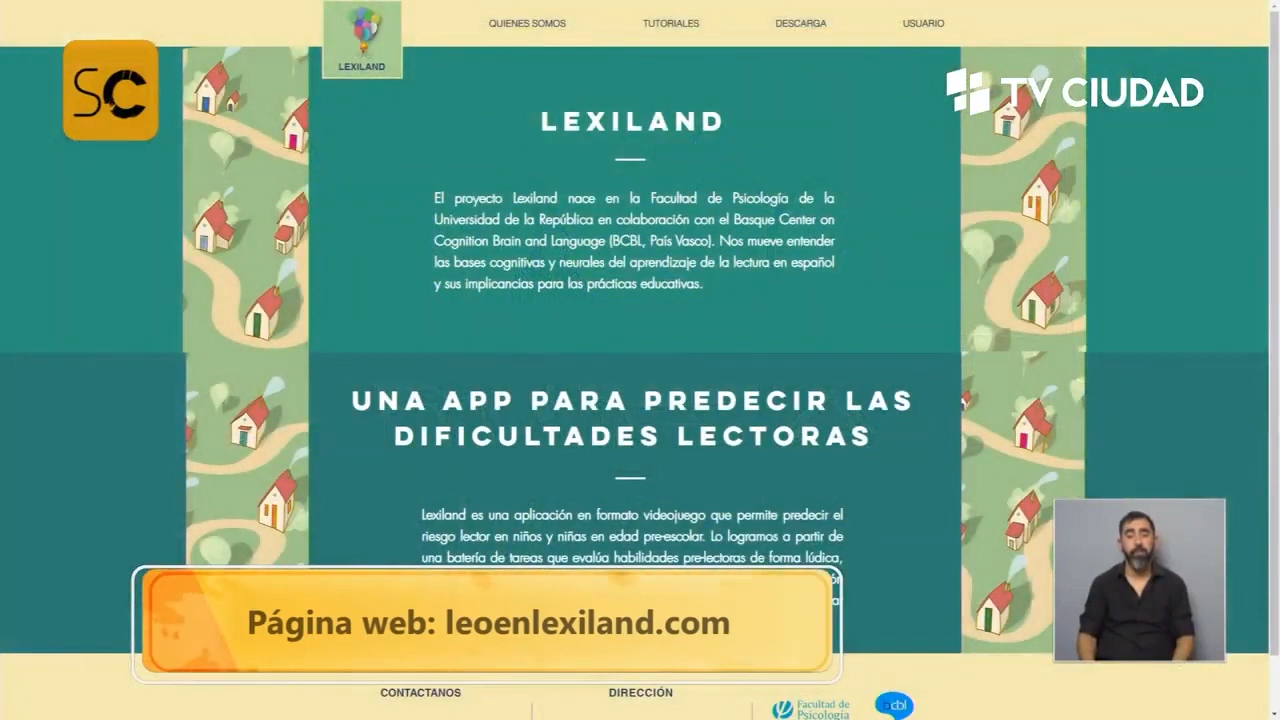 QUIENES SOMOS
TUTORIALES
DESCARGA
USUARIO
LEXILAND
SC
TV CIUDAD
LEXILAND
El proyecto Lexiland nace en la Facultad de Psicología de la
Universidad de la República en colaboración con el Basque Center on
Cognition Brain and Language (BCBL, País Vasco). Nos mueve entender
las bases cognitivas y neurales del aprendizaje de la lectura en español
y sus implicancias para las prácticas educativas.
UNA APP PARA PREDECIR LAS
DIFICULTADES LECTORAS
Lexiland es una aplicación en formato videojuego que permite predecir el
riesgo lector en niños y niñas en edad pre-escolar. Lo logramos a partir de
una batería de tareas que evalúa habilidades pre-lectoras de forma lúdica,
Página web: leoenlexiland.com
CONTACTANOS
DIRECCIÓN
Facultad de
Psicología
bcbl